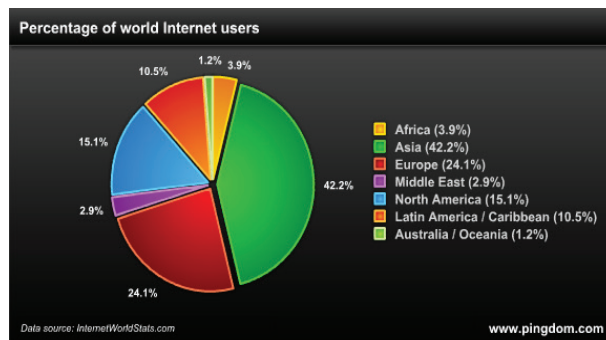 Percentage of world Internet users
1.2%
3.9%
10.5%
15.1%
42.2%
2.9%
24.1%
Africa (3.9%)
Asia (42.2%)
Europe (24.1%)
Middle East (2.9%)
North America (15.1%)
Latin America / Caribbean (10.5%)
Australia / Oceania (1.2%)
Data source: InternetWorldStats.com
www.pingdom.com